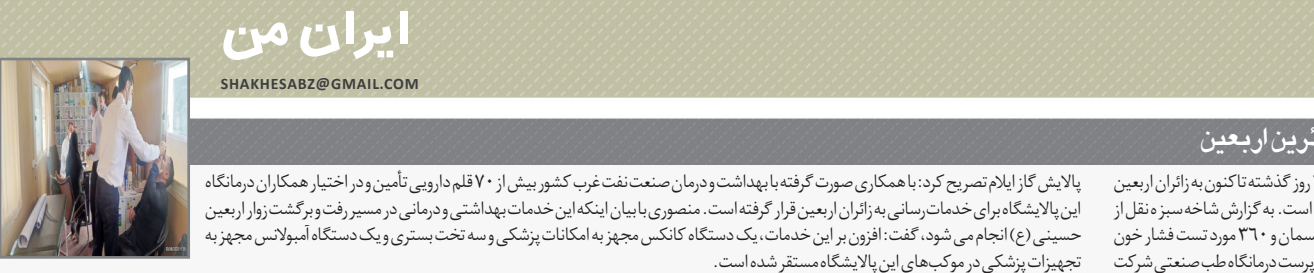 ایران من
SHAKHESABZ@GMAIL.COM
اربعین
روز گذشته تاکنون به زائران اربعین
است. به گزارش شاخه سبز ه نقل از
و ۳۶۰ مورد تست فشار خون
درمانگاه طب صنعتی شرکت
پالایش گاز ایلام تصریح کرد: با همکاری صورت گرفته با بهداشت و درمان صنعت نفت غرب کشور بیش از ۷۰ قلم دارویی تأمین و در اختیار همکاران درمانگاه
این پالایشگاه برای خدمات رسانی به زائران اربعین قرار گرفته است. منصوری با بیان اینکه این خدمات بهداشتی و درمانی در مسیر رفت و برگشت زوار اربعین
حسینی (ع) انجام می شود، گفت: افزون بر این خدمات، یک دستگاه کانکس مجهز به امکانات پزشکی و سه تخت بستری و یک دستگاه آمبولانس مجهز به
تجهیزات پزشکی در موکب‌های این پالایشگاه مستقر شده است.